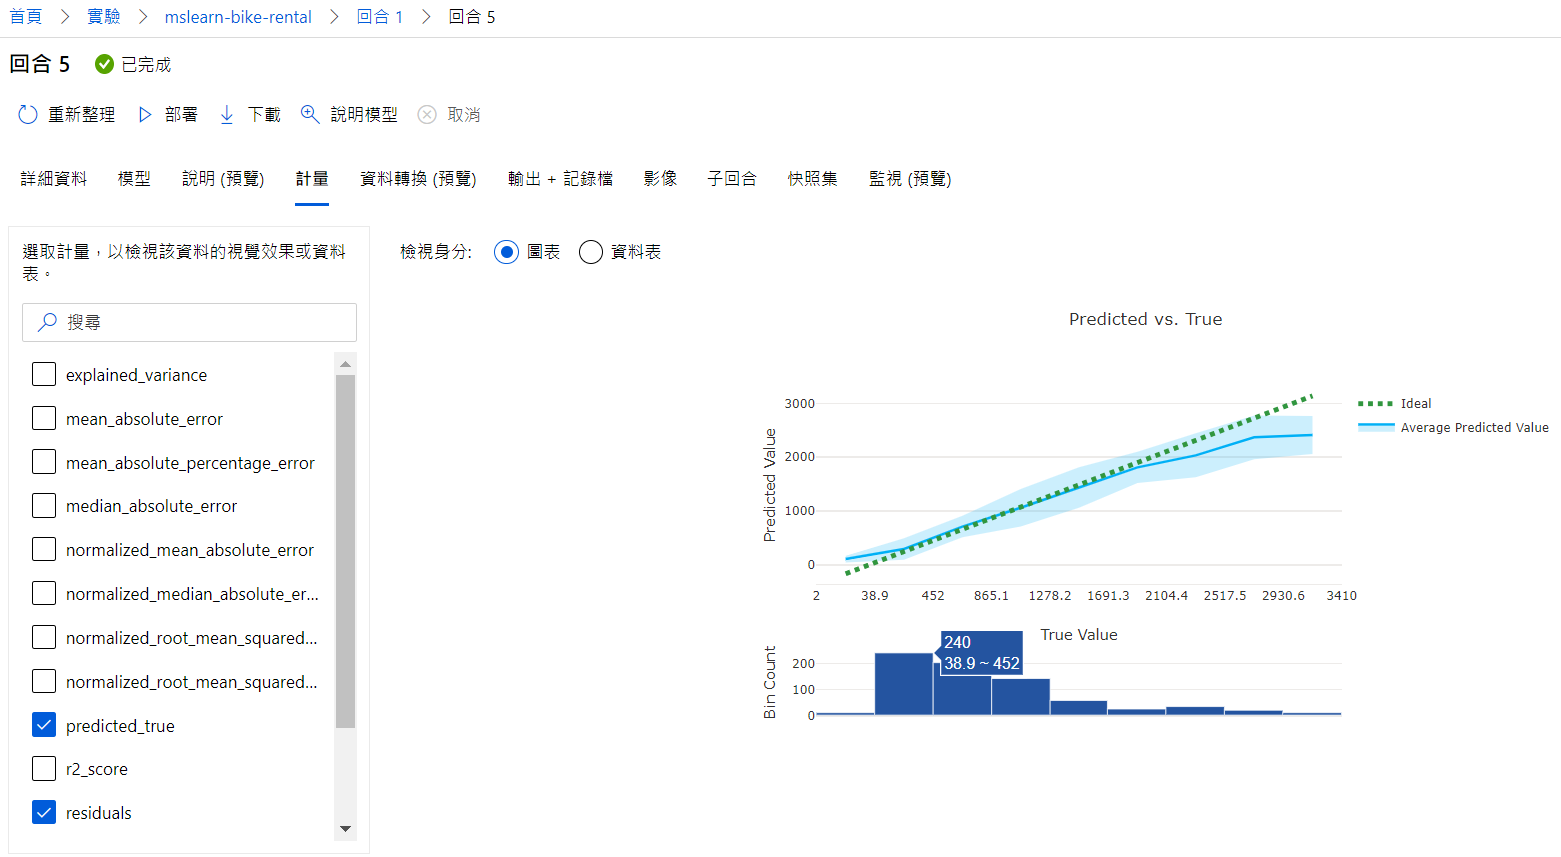 首頁 > 實驗 > mslearn-bike-rental > 回合 1 > 回合 5
回合 5 已完成
重新整理 部署 下載 說明模型 取消
詳細資料 模型 說明 (預覽) 計量 資料轉換 (預覽) 輸出 + 記錄檔 影像 子回合 快照集 監視 (預覽)
選取計量，以檢視該資料的視覺效果或資料
表。
搜尋
explained_variance
mean_absolute_error
mean_absolute_percentage_error
median_absolute_error
normalized_mean_absolute_error
normalized_median_absolute_er...
normalized_root_mean_squared...
normalized_root_mean_squared...
predicted_true
r2_score
residuals
檢視身分: 圖表 資料表
Predicted vs. True
Predicted Value
3000
2000
1000
0
2 38.9 452 865.1 1278.2 1691.3 2104.4 2517.5 2930.6 3410
True Value
Ideal
Average Predicted Value
Bin Count
200
100
0
240
38.9 ~ 452